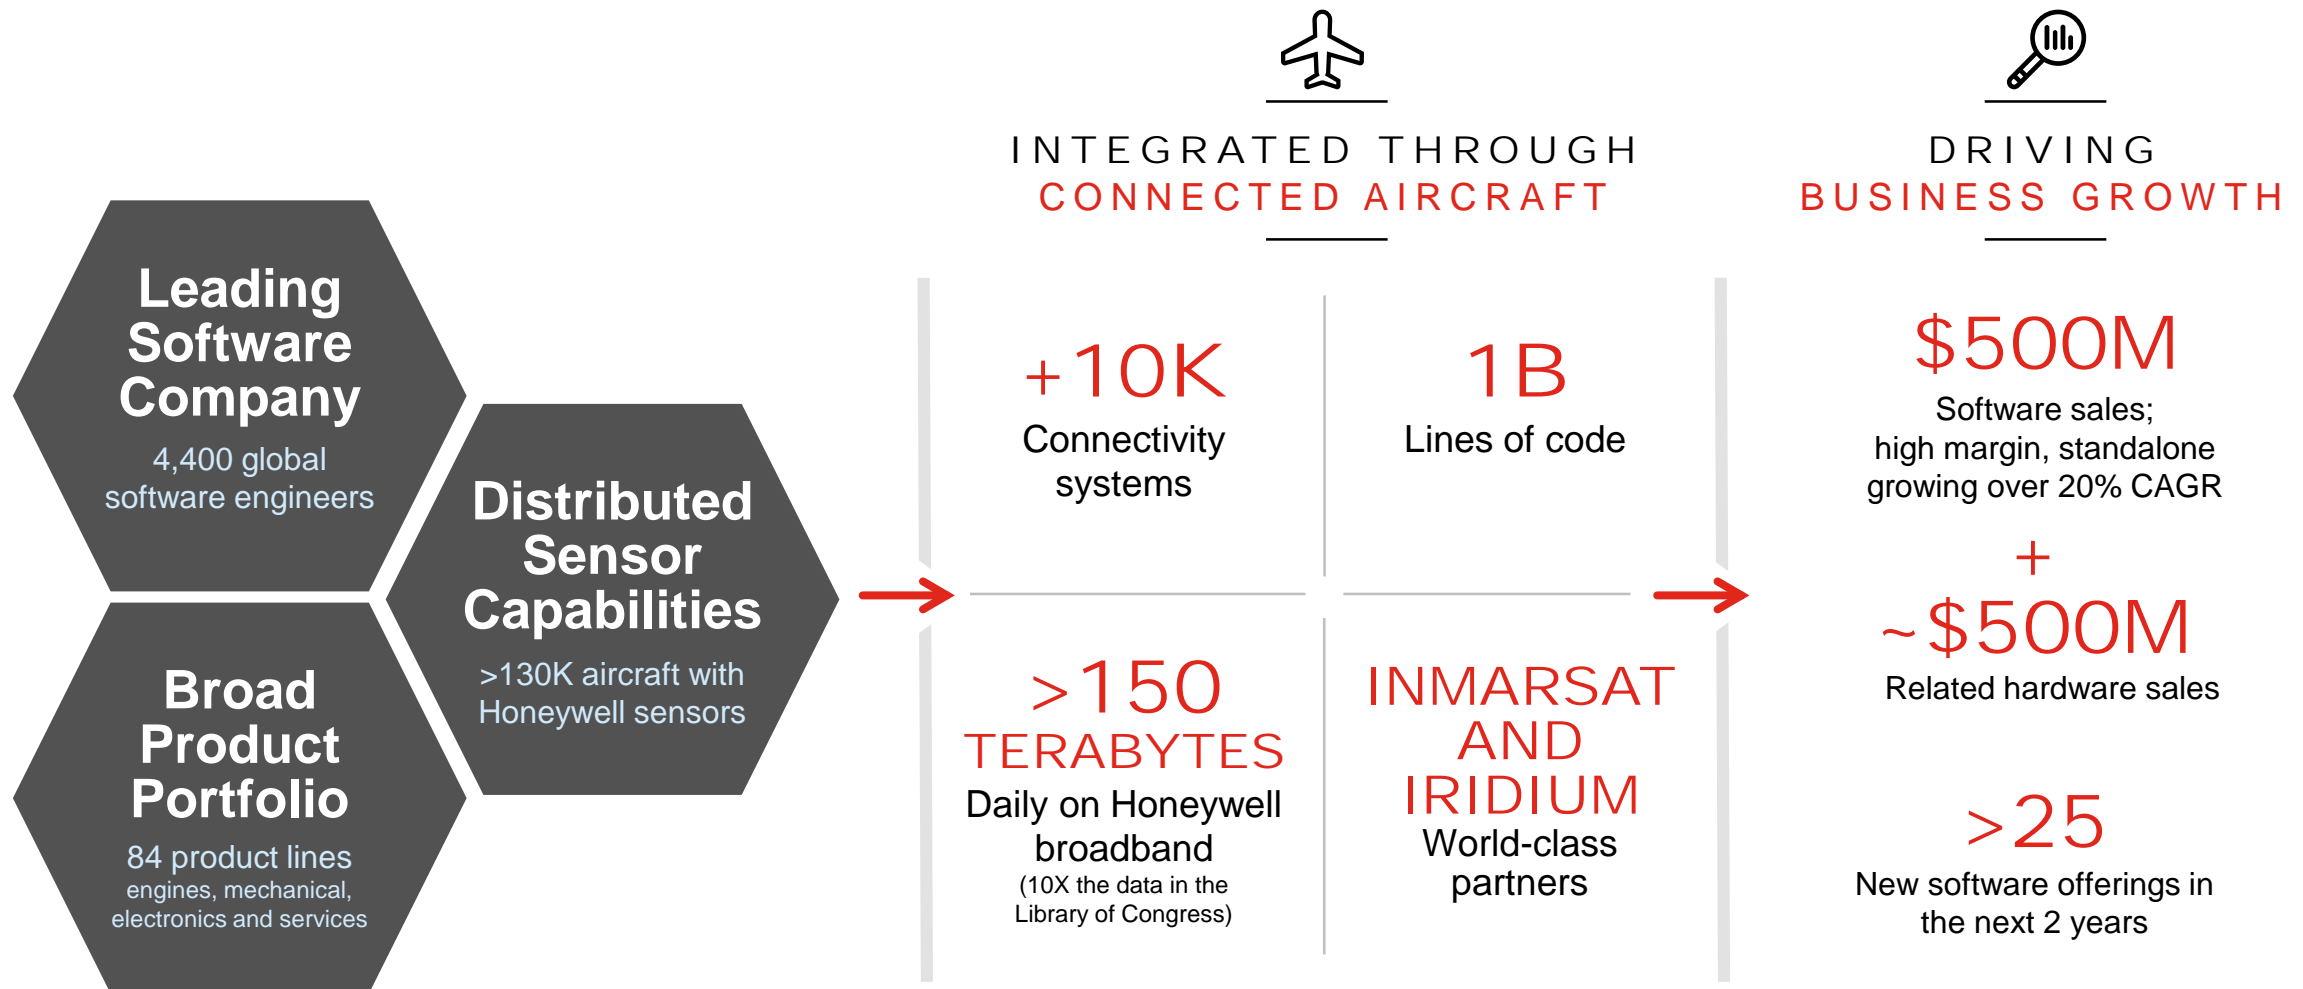 Leading
Software
Company
4,400 global
software engineers
Distributed
Sensor
Capabilities
>130K aircraft with
Honeywell sensors
Broad
Product
Portfolio
84 product lines
engines, mechanical,
electronics and services
INTEGRATED THROUGH
CONNECTED AIRCRAFT
+10K
Connectivity
systems
1B
Lines of code
>150
TERABYTES
Daily on Honeywell
broadband
(10X the data in the
Library of Congress)
INMARSAT
AND
IRIDIUM
World-class
partners
DRIVING
BUSINESS GROWTH
$500M
Software sales;
high margin, standalone
growing over 20% CAGR
+
~$500M
Related hardware sales
>25
New software offerings in
the next 2 years